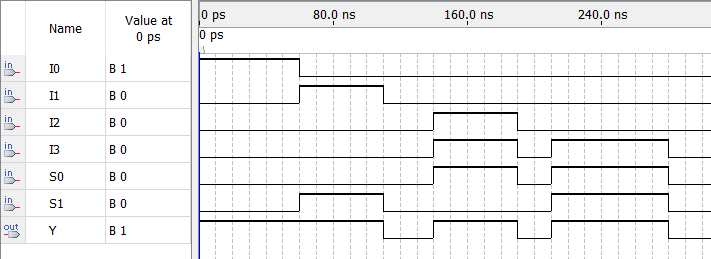 Name Value at 0 ps
0 ps 80.0 ns 160.0 ns 240.0 ns
0 ps
in I0 B 1
in I1 B 0
in I2 B 0
in I3 B 0
in S0 B 0
in S1 B 0
out Y B 1